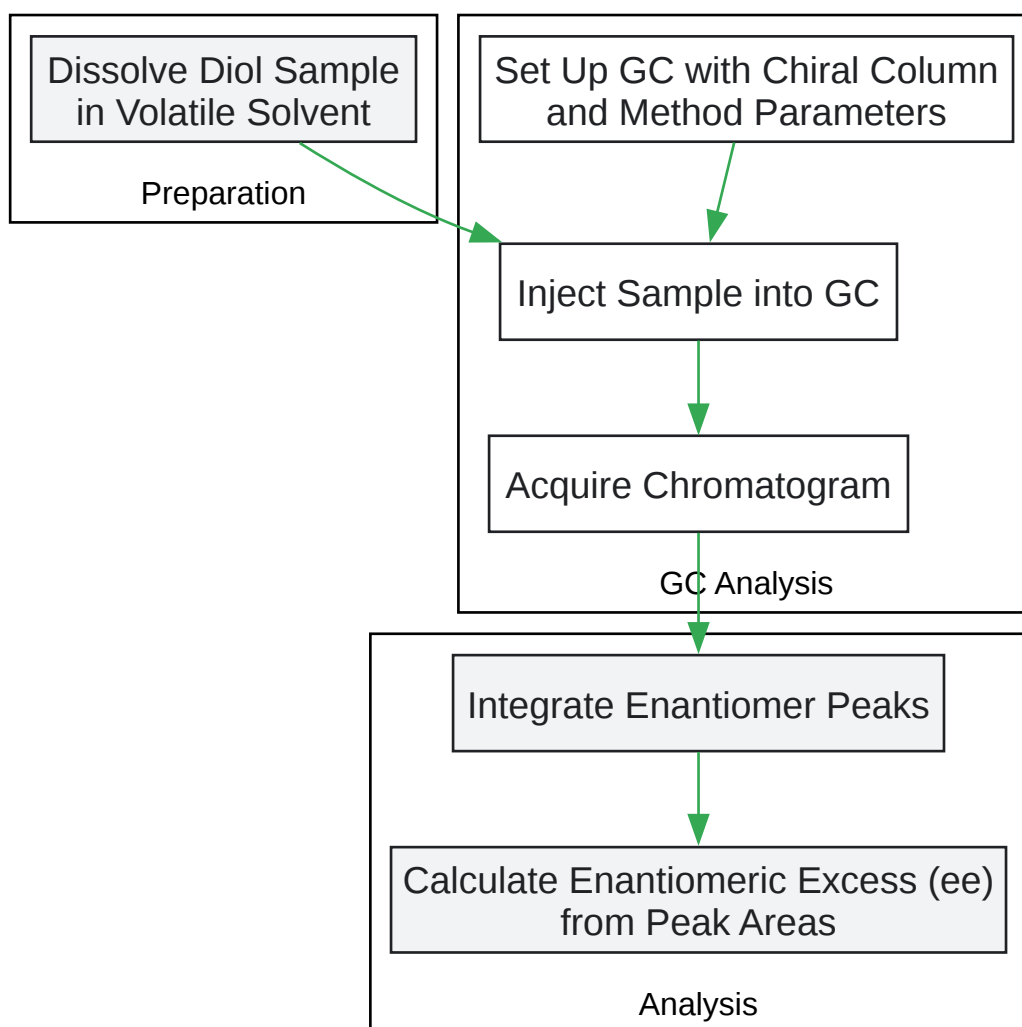 Dissolve Diol Sample
in Volatile Solvent
Preparation
Set Up GC with Chiral Column
and Method Parameters
Inject Sample into GC
Acquire Chromatogram
GC Analysis
Integrate Enantiomer Peaks
Calculate Enantiomeric Excess (ee)
from Peak Areas
Analysis